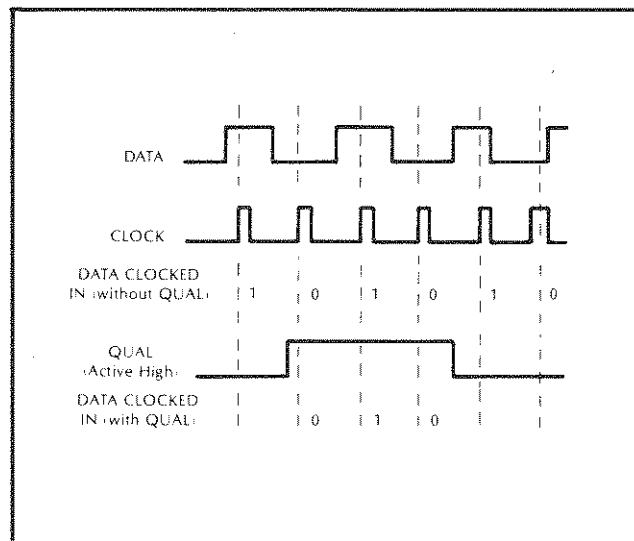 DATA
CLOCK
DATA CLOCKED
IN (without QUAL) 1 0 1 0 1 0
QUAL
(Active High)
DATA CLOCKED
IN (with QUAL) 0 1 0